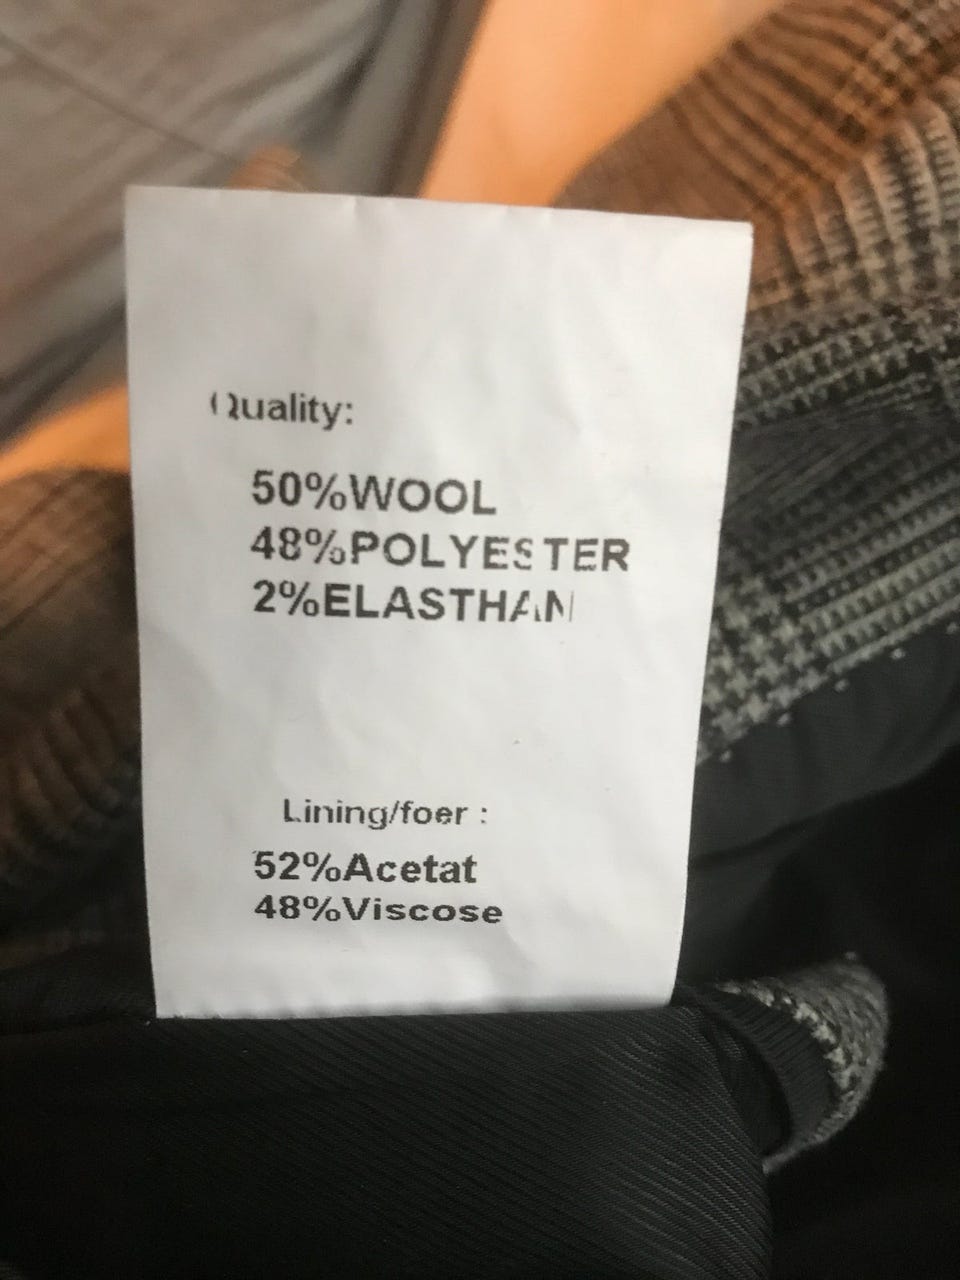 Quality:
50%WOOL
48%POLYESTER
2%ELASTHAN
Lining/foer :
52%Acetat
48%Viscose